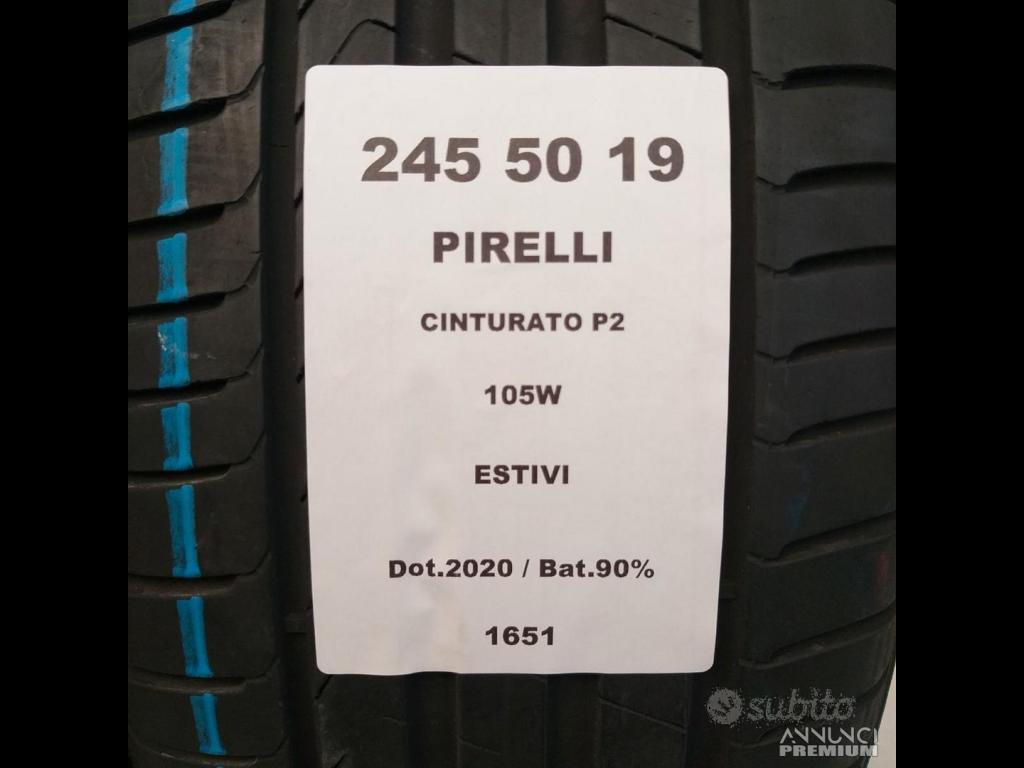 245 50 19
PIRELLI
CINTURATO P2
105W
ESTIVI
Dot.2020 / Bat.90%
1651
subito
ANNUNCI
PREMIUM